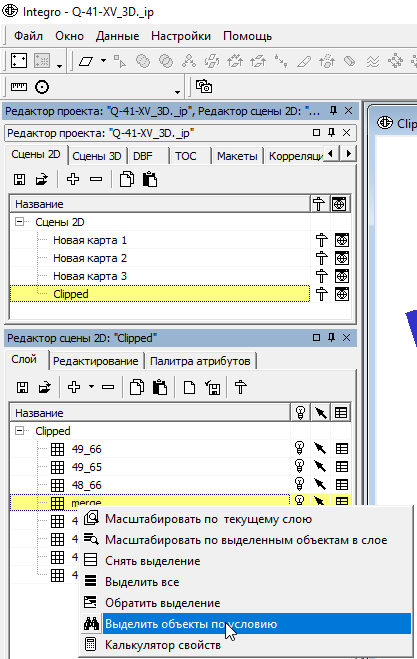 Integro - Q-41-XV_3D._ip
Файл Окно Данные Настройки Помощь
Редактор проекта: "Q-41-XV_3D._ip", Редактор сцены 2D: "...
Редактор проекта: "Q-41-XV_3D._ip"
Clip
Сцены 2D Сцены 3D DBF TOC Макеты Корреляци
Название
Сцены 2D
Новая карта 1
Новая карта 2
Новая карта 3
Clipped
Редактор сцены 2D: "Clipped"
Слой Редактирование Палитра атрибутов
Название
Clipped
49_66
49_65
48_66
merge
4
Масштабировать по текущему слою
4
Масштабировать по выделенным объектам в слое
4
Снять выделение
4
Выделить все
Обратить выделение
Выделить объекты по условию
Калькулятор свойств